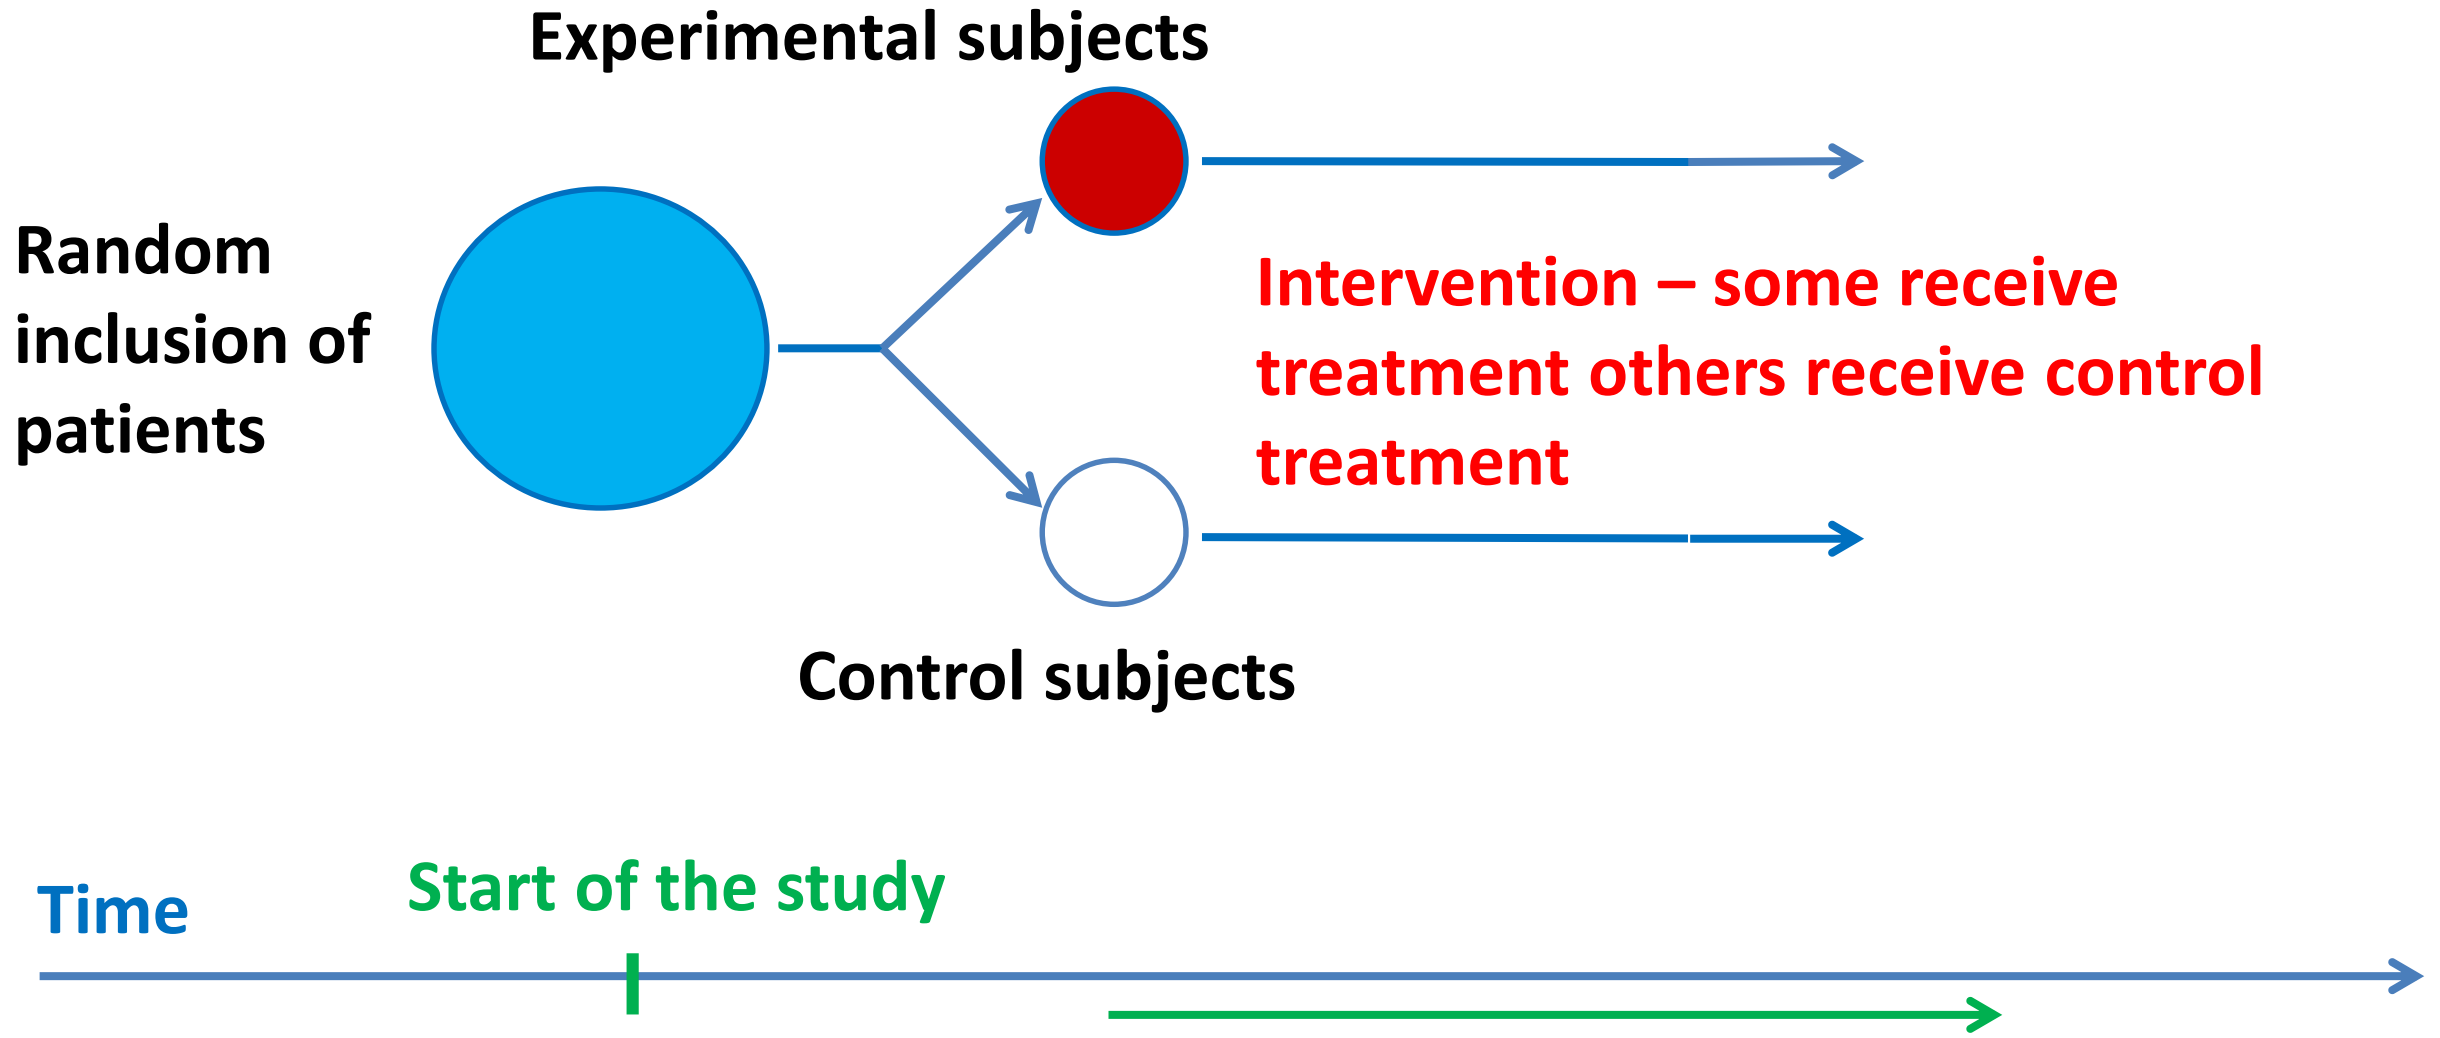 Experimental subjects
Random
inclusion of
patients
Intervention – some receive
treatment others receive control
treatment
Control subjects
Start of the study
Time